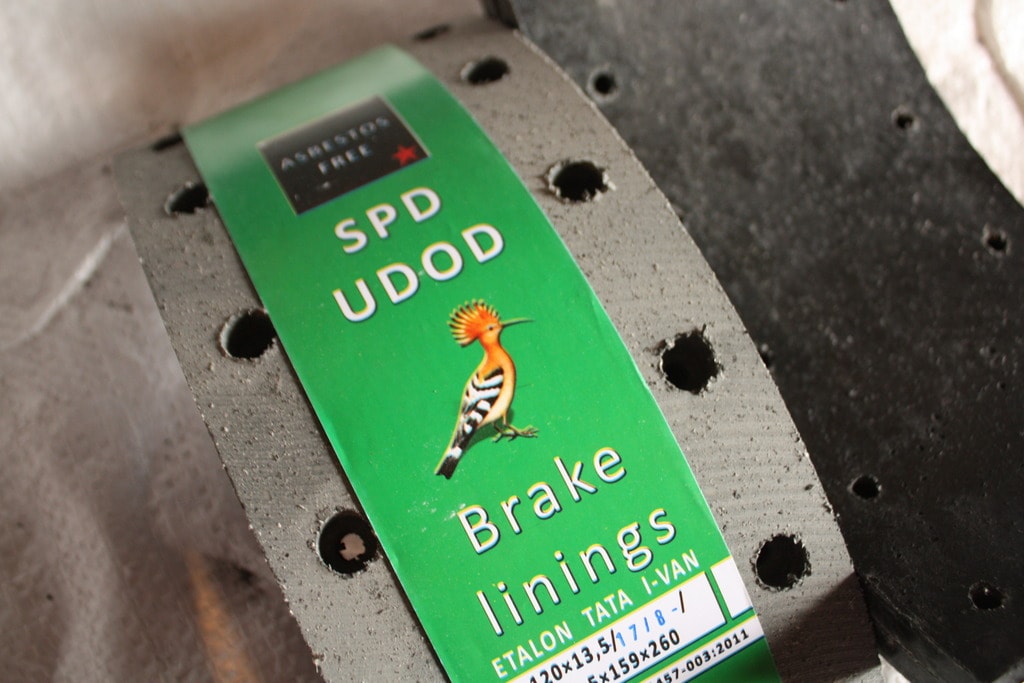 ASBESTOS
FREE
SPD
UDOD
Brake
linings
ETALON TATA I-VAN
120×13,5/17/8-/
5×159×260
457-003:2011